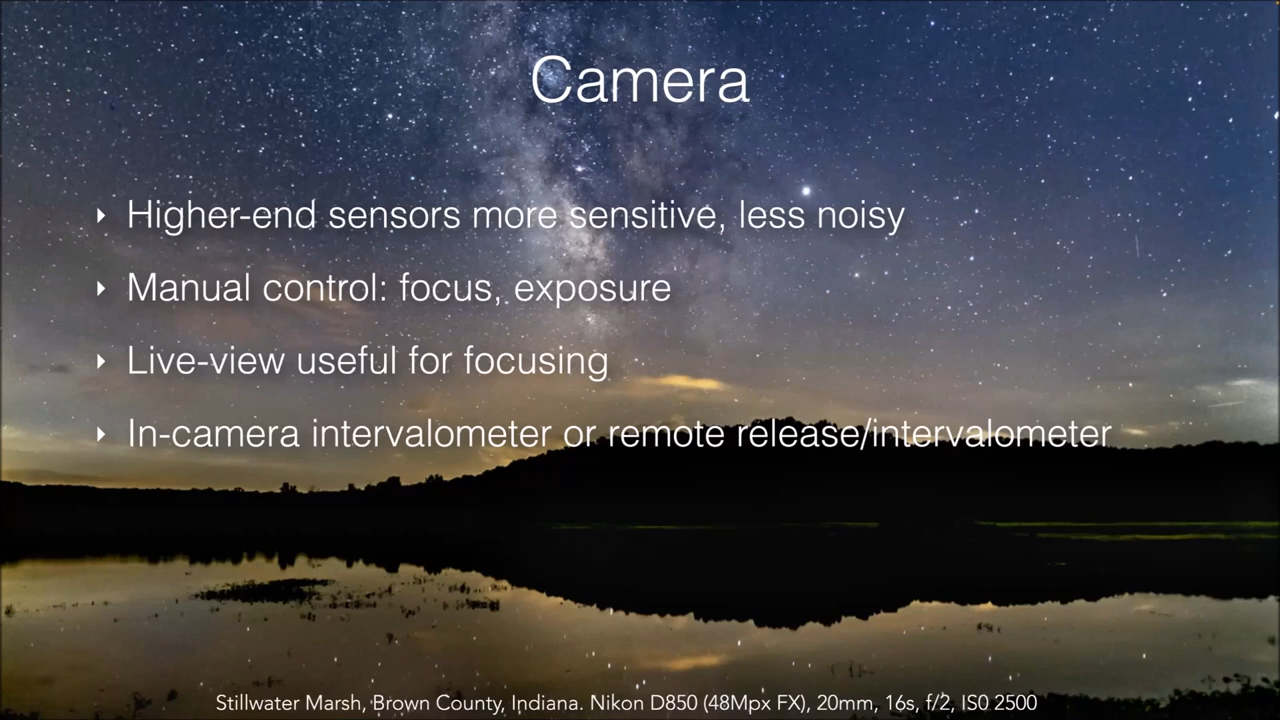 Camera
‣ Higher-end sensors more sensitive, less noisy
‣ Manual control: focus, exposure
‣ Live-view useful for focusing
‣ In-camera intervalometer or remote release/intervalometer
Stillwater Marsh, Brown County, Indiana. Nikon D850 (48Mpx FX), 20mm, 16s, f/2, IS0 2500